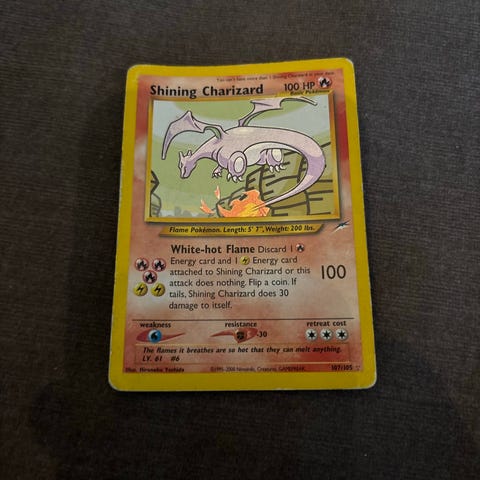 You can't have more than 1 Shining Charizard in your deck.
Shining Charizard 100 HP
Basic Pokémon
Flame Pokémon. Length: 5' 7", Weight: 200 lbs.
White-hot Flame Discard 1
Energy card and 1 Energy card
attached to Shining Charizard or this
attack does nothing. Flip a coin. If
tails, Shining Charizard does 30
damage to itself.
100
weakness resistance retreat cost
-30
The flames it breathes are so hot that they can melt anything.
LV. 61 #6
Illus. Hironobu Yoshida
©1995-2000 Nintendo, Creatures, GAMEFREAK.
107/105